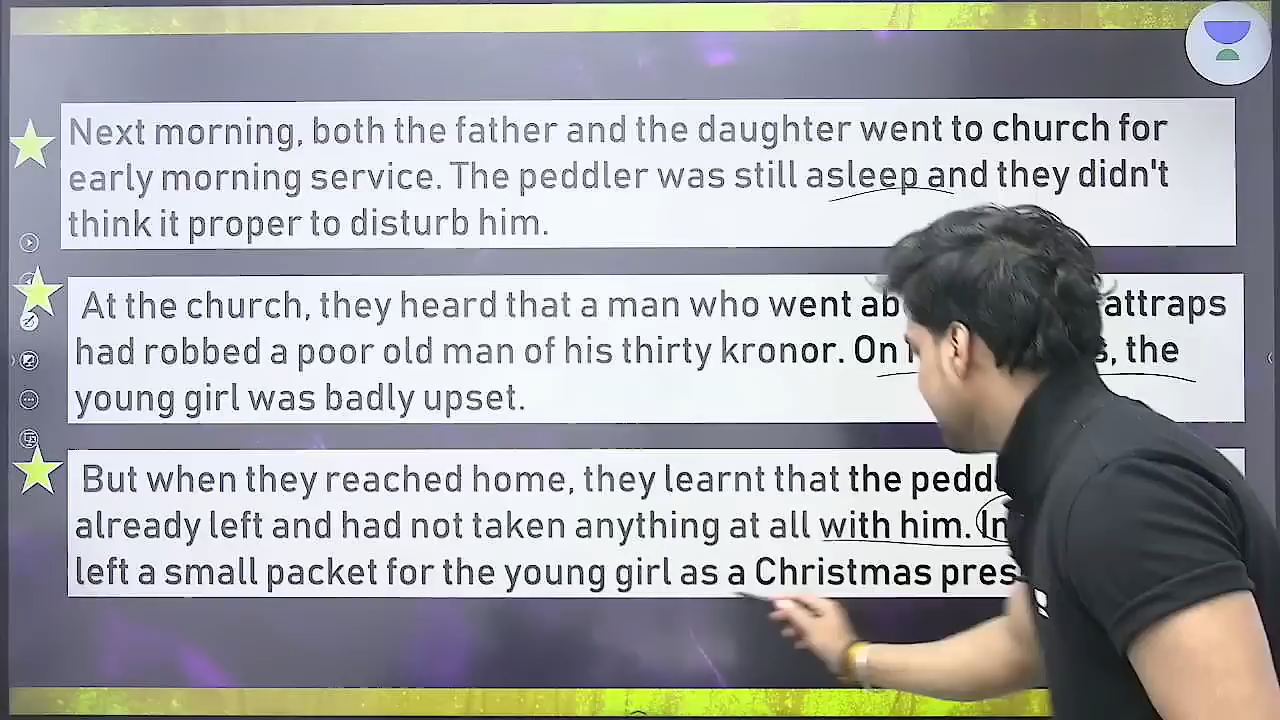 Next morning, both the father and the daughter went to church for
early morning service. The peddler was still asleep and they didn't
think it proper to disturb him.
At the church, they heard that a man who went attraps
had robbed a poor old man of his thirty kronor. On the
young girl was badly upset.
But when they reached home, they learnt that the
already left and had not taken anything at all with him. In
left a small packet for the young girl as a Christmas